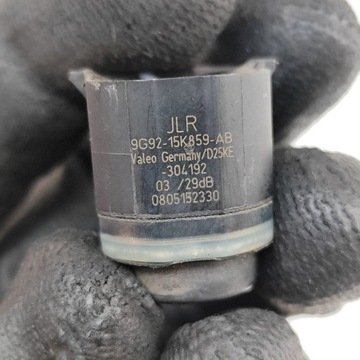 JLR
9G92-15K859-AB
Valeo Germany/D25KE
-304192
03 /29dB
0805152330